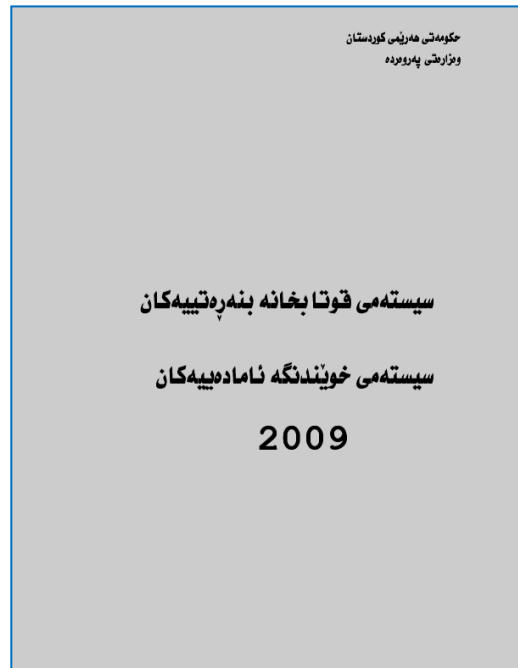 حکومەتی هەرێمی کوردستان
وەزارەتی پەروەردە
سیستەمی قوتابخانە بنەڕەتییەکان
سیستەمی خوێندنگە ئامادەییەکان
2009